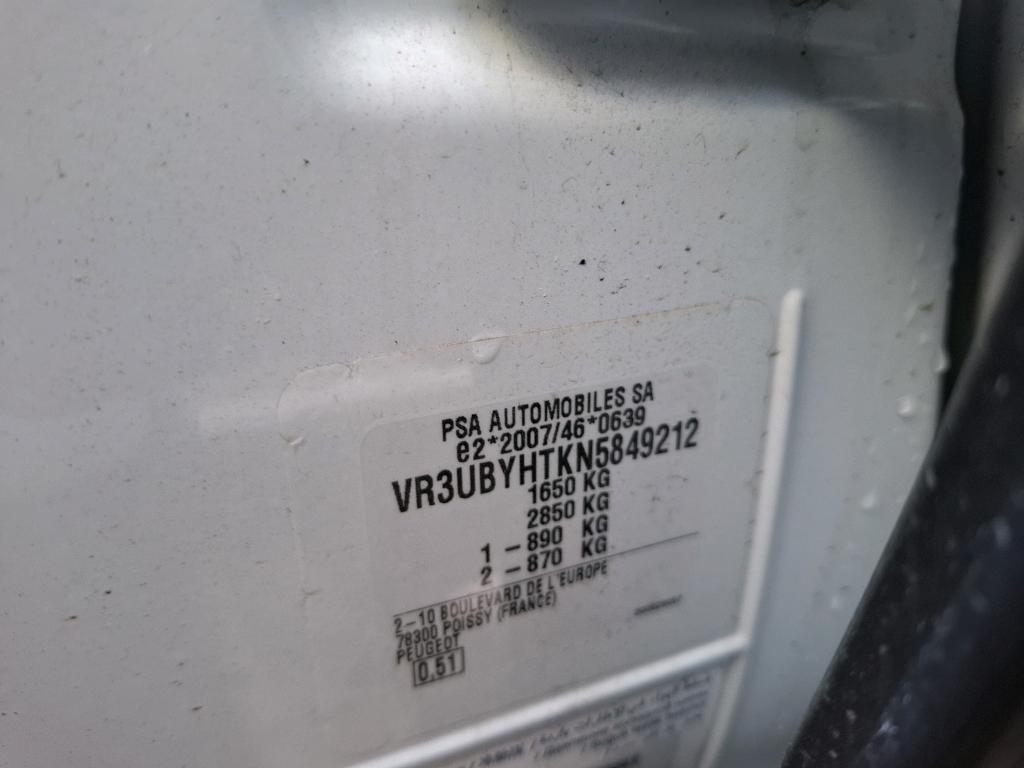 PSA AUTOMOBILES SA
e2*2007/46*0639
VR3UBYHTKN5849212
1650 KG
2850 KG
1 – 890 KG
2 – 870 KG
2–10 BOULEVARD DE L'EUROPE
78300 POISSY (FRANCE)
PEUGEOT
0.51